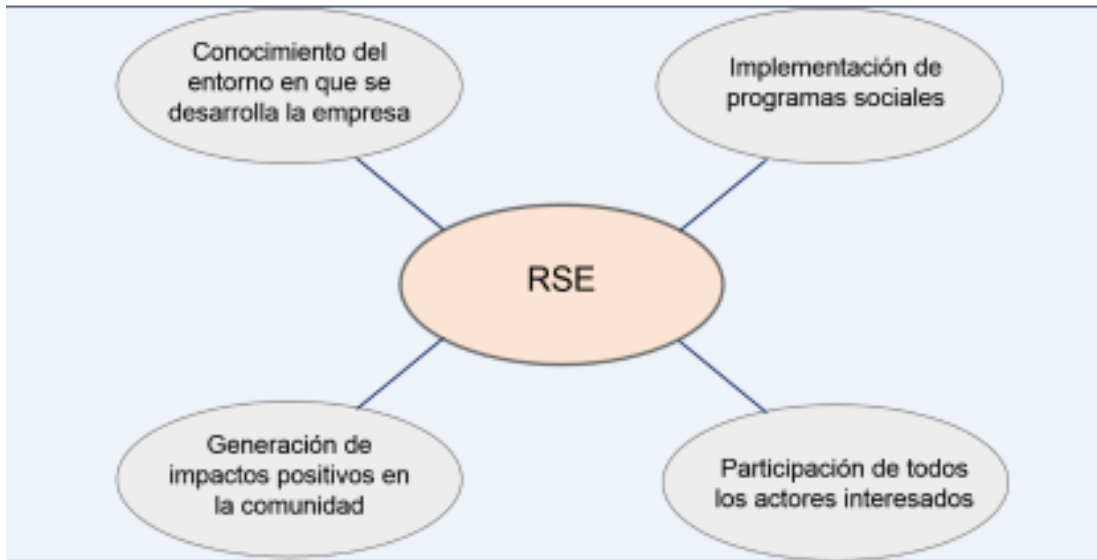 Conocimiento del
entorno en que se
desarrolla la empresa
Implementación de
programas sociales
RSE
Generación de
impactos positivos en
la comunidad
Participación de todos
los actores interesados